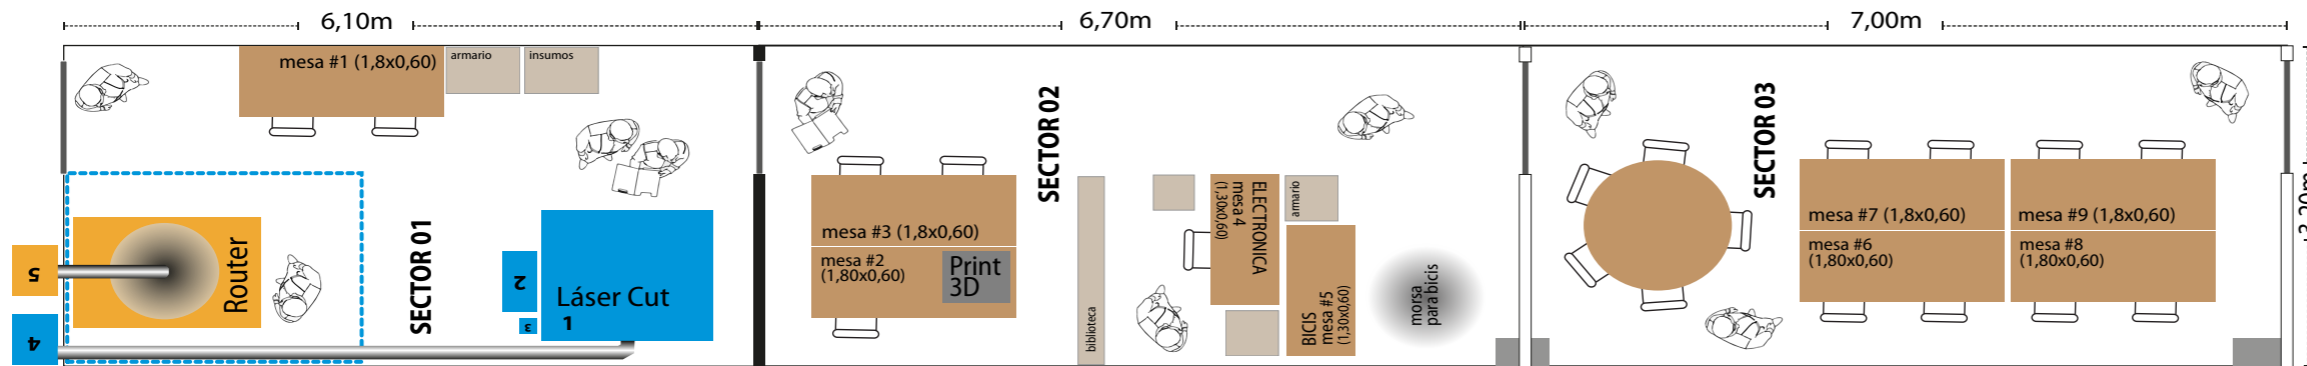 6,10m
6,70m
7,00m
mesa #1 (1,8x0,60)
armario
insumos
SECTOR 01
Router
5
4
2
3
Láser Cut
1
SECTOR 02
mesa #3 (1,8x0,60)
mesa #2
(1,80x0,60)
Print
3D
biblioteca
ELECTRONICA
mesa 4
(1,30x0,60)
armario
BICIS
mesa #5
(1,30x0,60)
morsa
para bicis
SECTOR 03
mesa #7 (1,8x0,60)
mesa #6
(1,80x0,60)
mesa #9 (1,8x0,60)
mesa #8
(1,80x0,60)